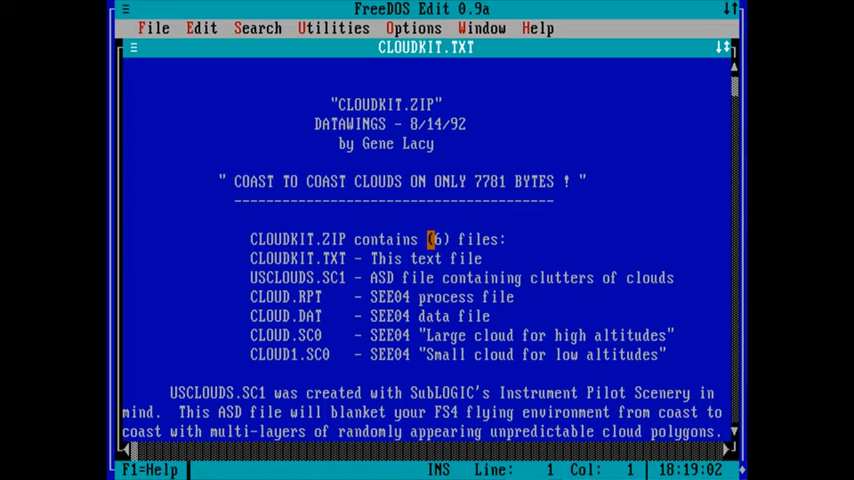 FreeDOS Edit 0.9a
File Edit Search Utilities Options Window Help
CLOUDKIT.TXT
"CLOUDKIT.ZIP"
DATAWINGS - 8/14/92
by Gene Lacy
" COAST TO COAST CLOUDS ON ONLY 7781 BYTES ! "
----------------------------------------
CLOUDKIT.ZIP contains (6) files:
CLOUDKIT.TXT - This text file
USCLOUDS.SC1 - ASD file containing clutters of clouds
CLOUD.RPT - SEE04 process file
CLOUD.DAT - SEE04 data file
CLOUD.SC0 - SEE04 "Large cloud for high altitudes"
CLOUD1.SC0 - SEE04 "Small cloud for low altitudes"
USCLOUDS.SC1 was created with SubLOGIC's Instrument Pilot Scenery in
mind. This ASD file will blanket your FS4 flying environment from coast to
coast with multi-layers of randomly appearing unpredictable cloud polygons.
F1=Help INS Line: 1 Col: 1 18:19:02